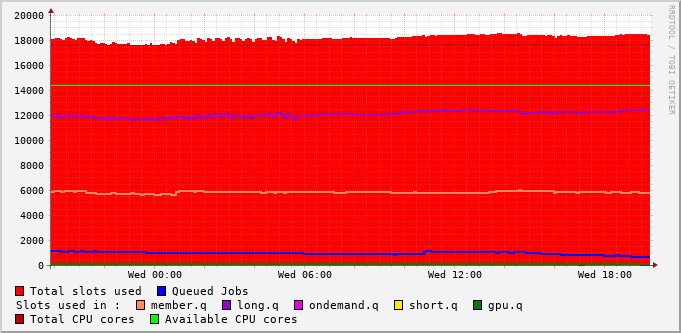 20000
18000
16000
14000
12000
10000
8000
6000
4000
2000
0
Wed 00:00 Wed 06:00 Wed 12:00 Wed 18:00
RRDTOOL / TOBI OETIKER
Total slots used Queued Jobs
Slots used in : member.q long.q ondemand.q short.q gpu.q
Total CPU cores Available CPU cores